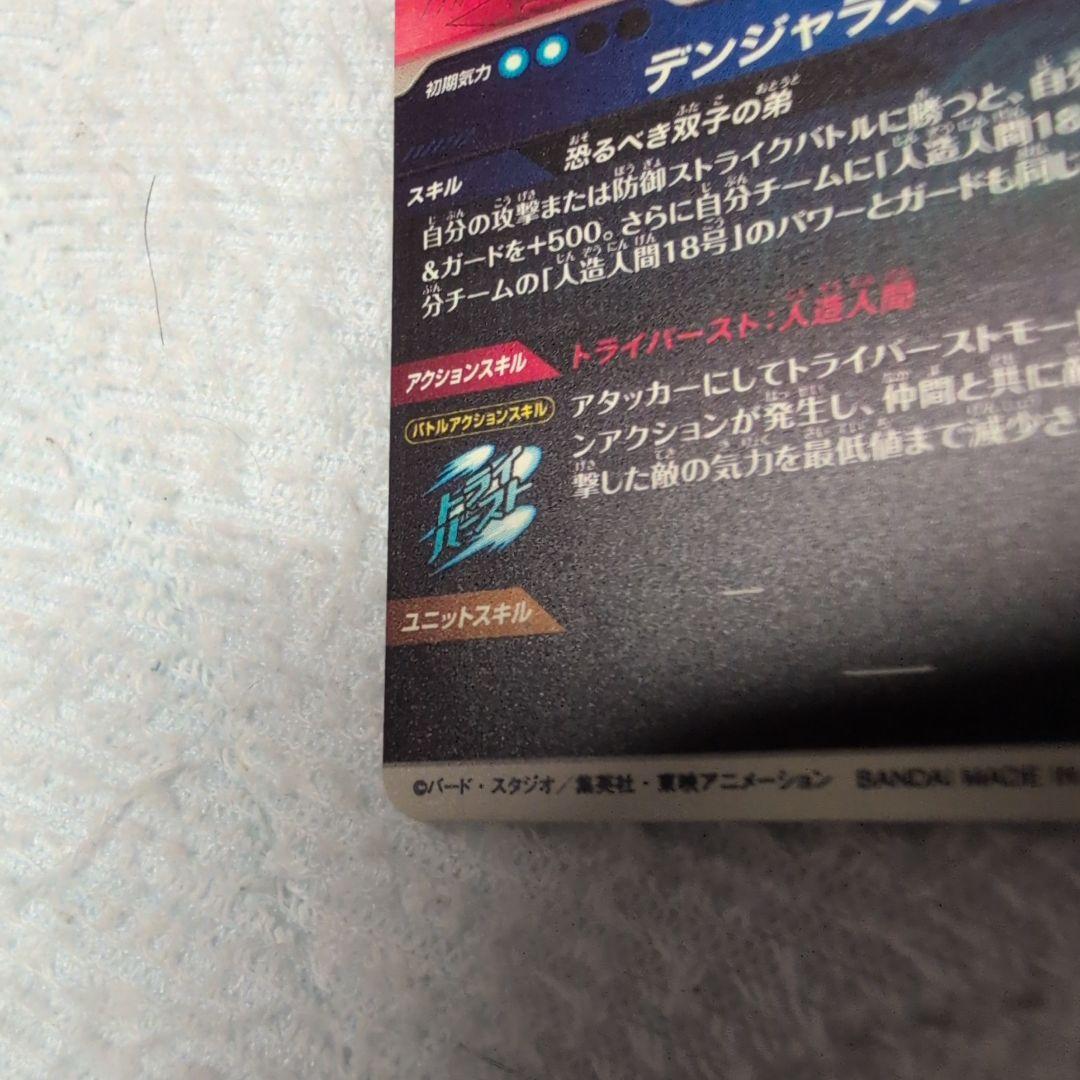 初期気力
デンジャラス
スキル
恐るべき双子の弟
自分の攻撃または防御ストライクバトルに勝つと、自分
&ガードを+500。さらに自分チームに「人造人間18
分チームの「人造人間18号」のパワーとガードも同じ
アクションスキル
トライバースト:人造人間
バトルアクションスキル
トライ
バースト
アタッカーにしてトライバーストモー
ンアクションが発生し、仲間と共に敵
撃した敵の気力を最低値まで減少さ
ユニットスキル
©バード・スタジオ/集英社・東映アニメーション BANDAI MADE IN